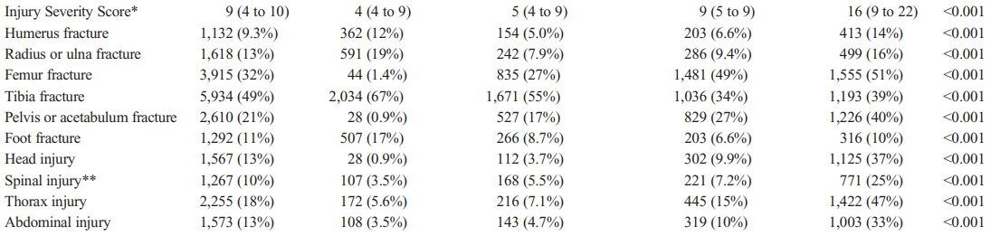 Injury Severity Score* 9 (4 to 10) 4 (4 to 9) 5 (4 to 9) 9 (5 to 9) 16 (9 to 22) <0.001
Humerus fracture 1,132 (9.3%) 362 (12%) 154 (5.0%) 203 (6.6%) 413 (14%) <0.001
Radius or ulna fracture 1,618 (13%) 591 (19%) 242 (7.9%) 286 (9.4%) 499 (16%) <0.001
Femur fracture 3,915 (32%) 44 (1.4%) 835 (27%) 1,481 (49%) 1,555 (51%) <0.001
Tibia fracture 5,934 (49%) 2,034 (67%) 1,671 (55%) 1,036 (34%) 1,193 (39%) <0.001
Pelvis or acetabulum fracture 2,610 (21%) 28 (0.9%) 527 (17%) 829 (27%) 1,226 (40%) <0.001
Foot fracture 1,292 (11%) 507 (17%) 266 (8.7%) 203 (6.6%) 316 (10%) <0.001
Head injury 1,567 (13%) 28 (0.9%) 112 (3.7%) 302 (9.9%) 1,125 (37%) <0.001
Spinal injury** 1,267 (10%) 107 (3.5%) 168 (5.5%) 221 (7.2%) 771 (25%) <0.001
Thorax injury 2,255 (18%) 172 (5.6%) 216 (7.1%) 445 (15%) 1,422 (47%) <0.001
Abdominal injury 1,573 (13%) 108 (3.5%) 143 (4.7%) 319 (10%) 1,003 (33%) <0.001